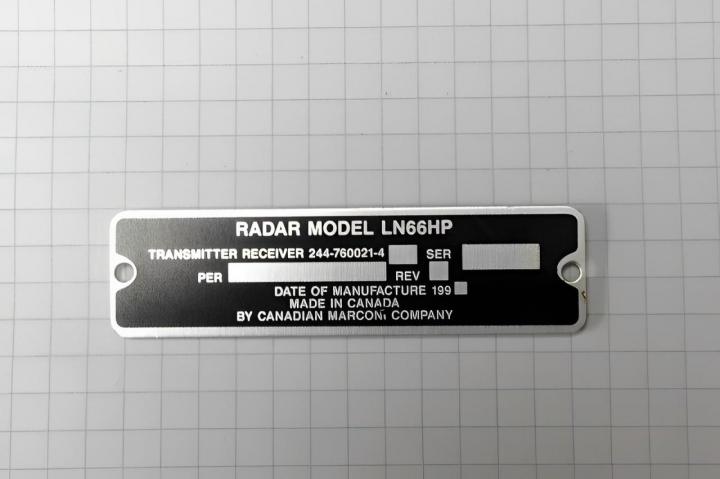 RADAR MODEL LN66HP
TRANSMITTER RECEIVER 244-760021-4 SER
PER REV
DATE OF MANUFACTURE 199
MADE IN CANADA
BY CANADIAN MARCONI COMPANY